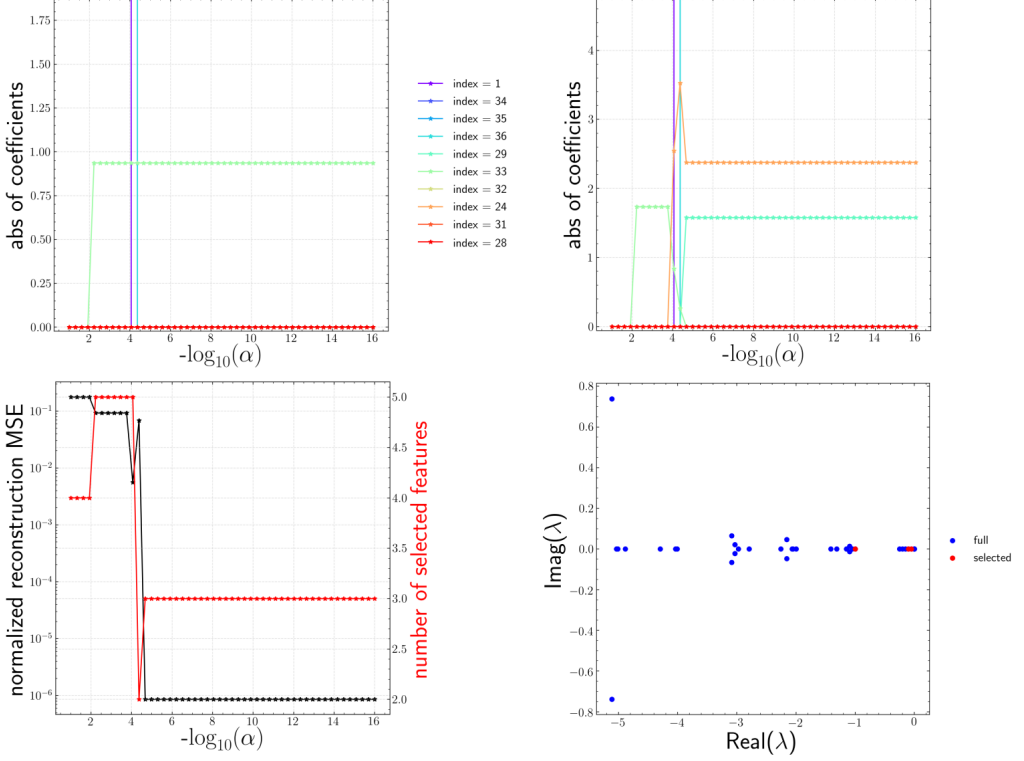 abs of coefficients
1.75
1.50
1.25
1.00
0.75
0.50
0.25
0.00
2 4 6 8 10 12 14 16
-log10(α)
index = 1
index = 34
index = 35
index = 36
index = 29
index = 33
index = 32
index = 24
index = 31
index = 28
abs of coefficients
4
3
2
1
0
2 4 6 8 10 12 14 16
-log10(α)
normalized reconstruction MSE
10−1
10−2
10−3
10−4
10−5
10−6
2 4 6 8 10 12 14 16
-log10(α)
5.0
4.5
4.0
3.5
3.0
2.5
2.0
number of selected features
Imag(λ)
0.8
0.6
0.4
0.2
0.0
−0.2
−0.4
−0.6
−0.8
−5 −4 −3 −2 −1 0
Real(λ)
full
selected